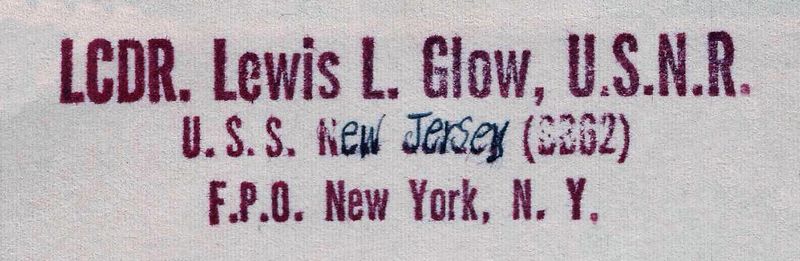 LCDR. Lewis L. Glow, U.S.N.R.
U. S. S. New Jersey (BB62)
F.P.O. New York, N. Y.